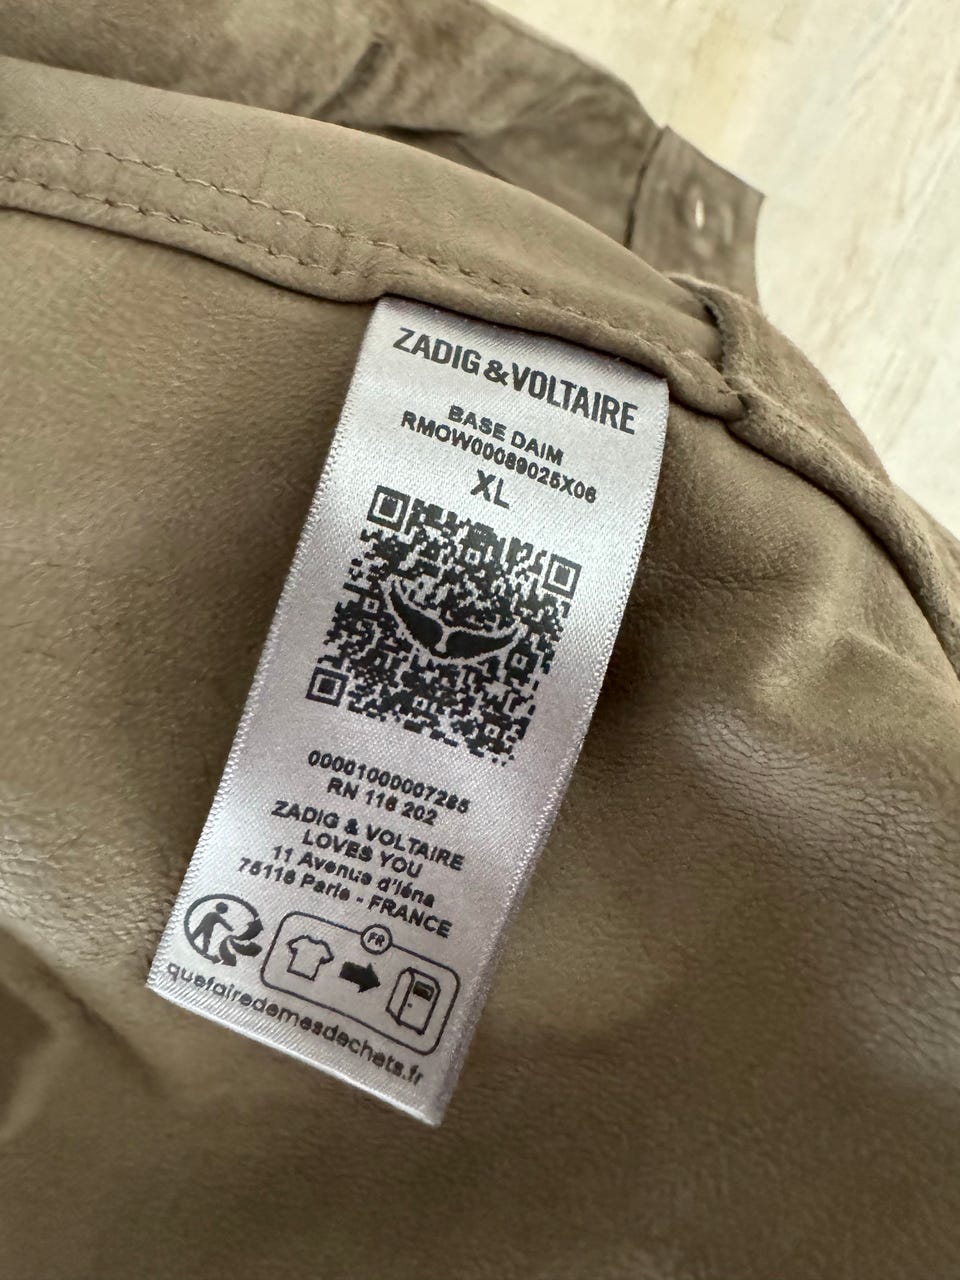 ZADIG & VOLTAIRE
BASE DAIM
RMOW00089025X06
XL
00001000007285
RN 116 202
ZADIG & VOLTAIRE
LOVES YOU
11 Avenue d'Iéna
75116 Paris - FRANCE
FR
quefairedemesdechets.fr